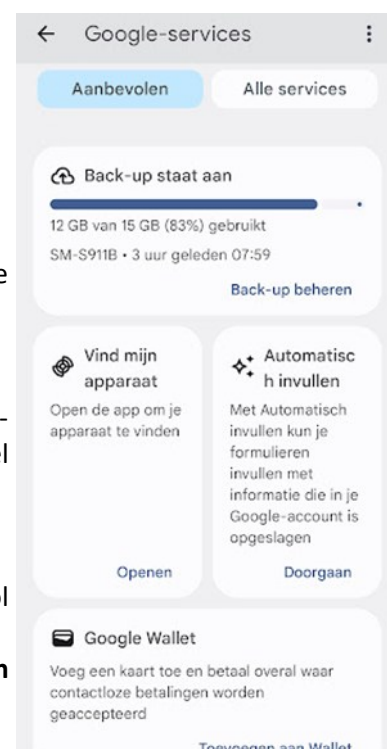 Google-services
Aanbevolen
Alle services
Back-up staat aan
12 GB van 15 GB (83%) gebruikt
SM-S911B • 3 uur geleden 07:59
Back-up beheren
Vind mijn
apparaat
Open de app om je
apparaat te vinden
Openen
Automatisc
h invullen
Met Automatisch
invullen kun je
formulieren
invullen met
informatie die in je
Google-account is
opgeslagen
Doorgaan
Google Wallet
Voeg een kaart toe en betaal overal waar
contactloze betalingen worden
geaccepteerd
Toevoegen aan Wallet